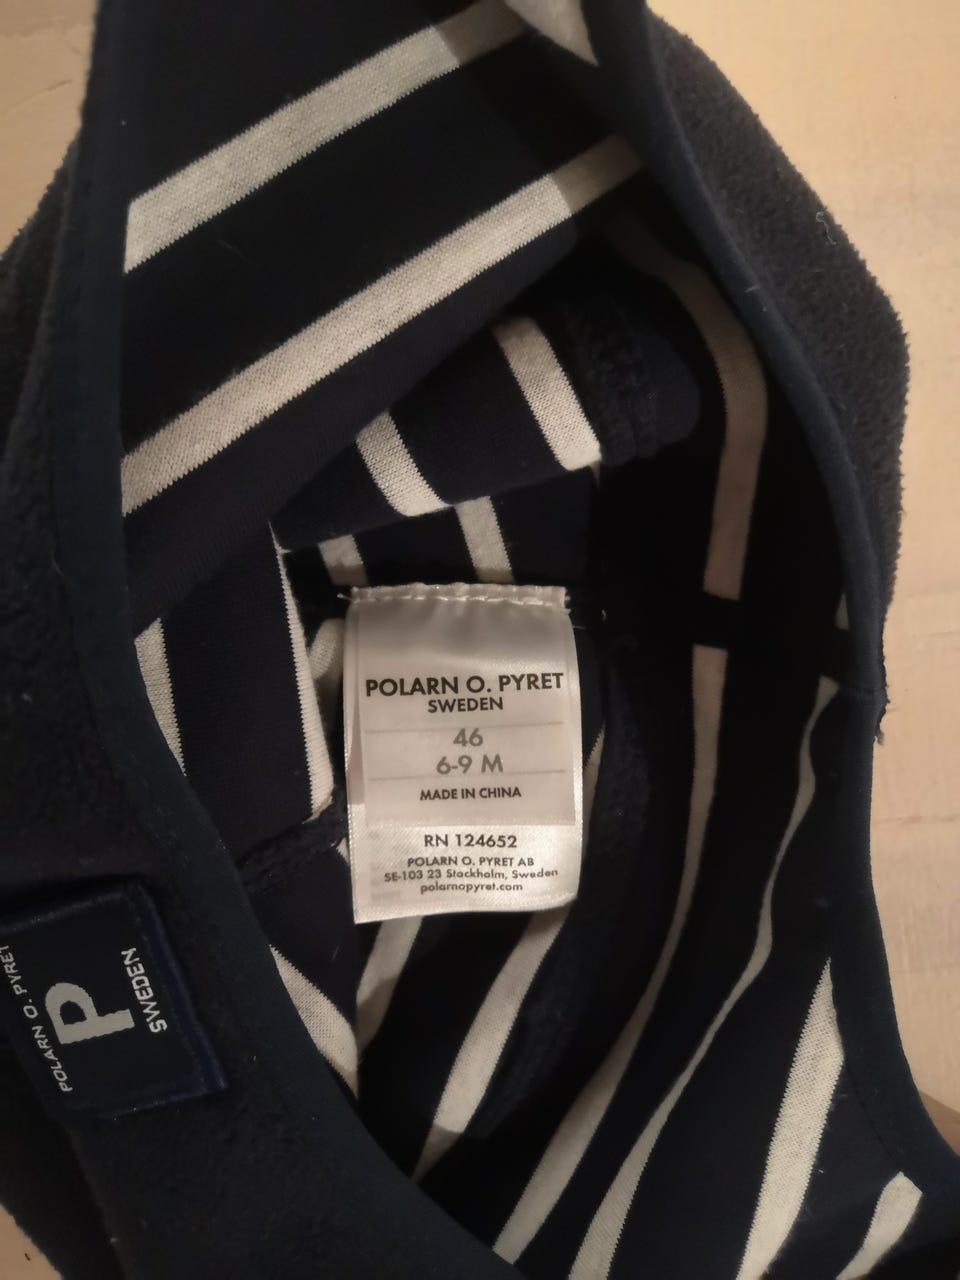 POLARN O. PYRET
SWEDEN
46
6-9 M
MADE IN CHINA
RN 124652
POLARN O. PYRET AB
SE-103 23 Stockholm, Sweden
polarnopyret.com
POLARN O. PYRET
P
SWEDEN